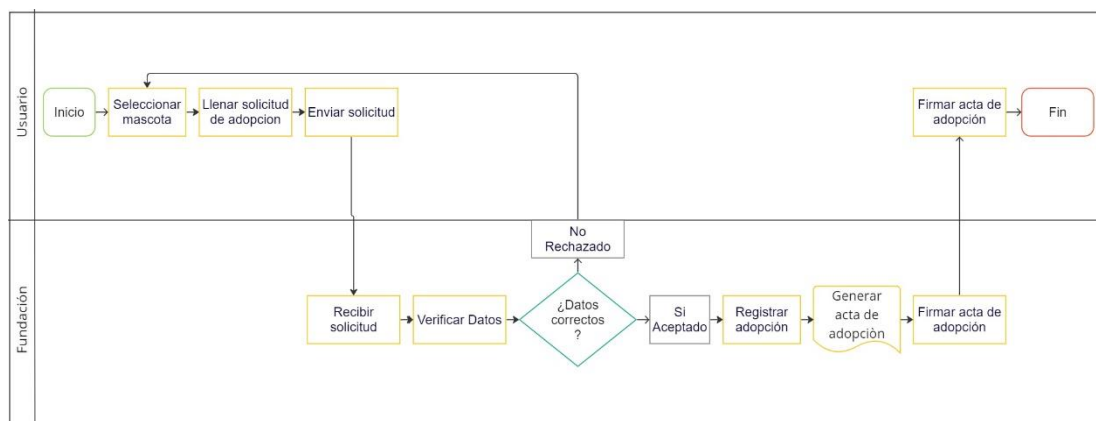 Usuario
Inicio
Seleccionar
mascota
Llenar solicitud
de adopcion
Enviar solicitud
Firmar acta de
adopción
Fin
Fundación
No
Rechazado
Recibir
solicitud
Verificar Datos
¿Datos
correctos
?
Si
Aceptado
Registrar
adopción
Generar
acta de
adopciòn
Firmar acta de
adopción